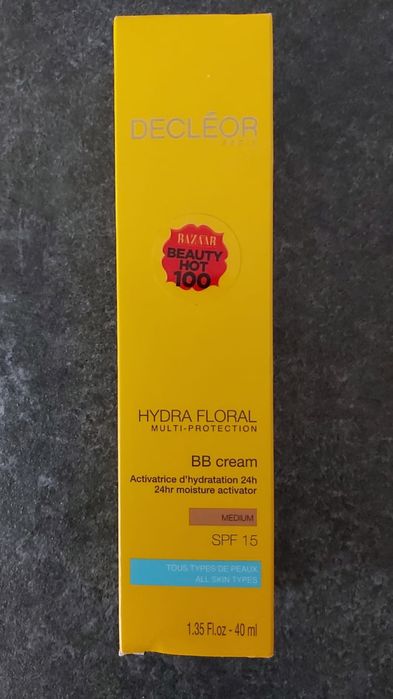 DECLÉOR
PARIS
BAZAAR
BEAUTY
HOT
100
HYDRA FLORAL
MULTI-PROTECTION
BB cream
Activatrice d'hydratation 24h
24hr moisture activator
MEDIUM
SPF 15
TOUS TYPES DE PEAUX
ALL SKIN TYPES
1.35 Fl.oz - 40 ml